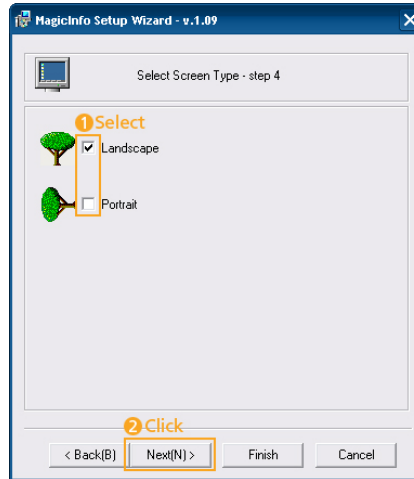 MagicInfo Setup Wizard - v.1.09
Select Screen Type - step 4
1 Select
Landscape
Portrait
2 Click
< Back(B) Next(N) > Finish Cancel